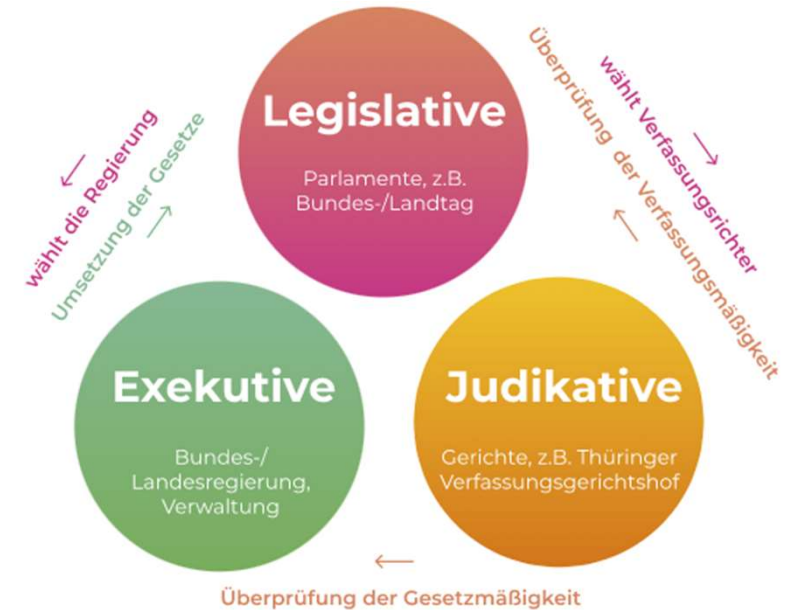 Legislative
Parlamente, z.B.
Bundes-/Landtag
wählt die Regierung
Umsetzung der Gesetze
Überprüfung der Verfassungsmäßigkeit
wählt Verfassungsrichter
Exekutive
Bundes-/
Landesregierung,
Verwaltung
Judikative
Gerichte, z.B. Thüringer
Verfassungsgerichtshof
Überprüfung der Gesetzmäßigkeit